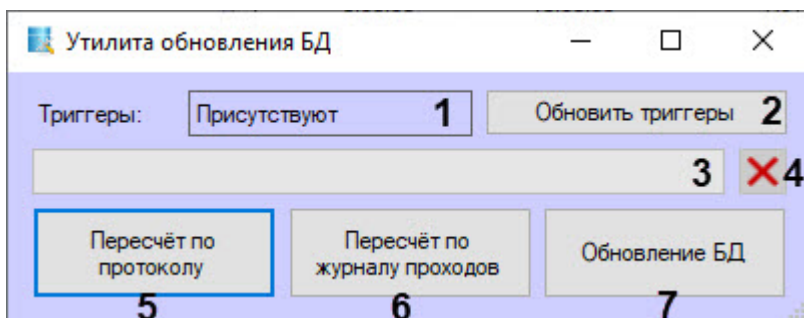 Утилита обновления БД
Триггеры: Присутствуют 1 Обновить триггеры 2
3 4
Пересчёт по
протоколу
5
Пересчёт по
журналу проходов
6
Обновление БД
7